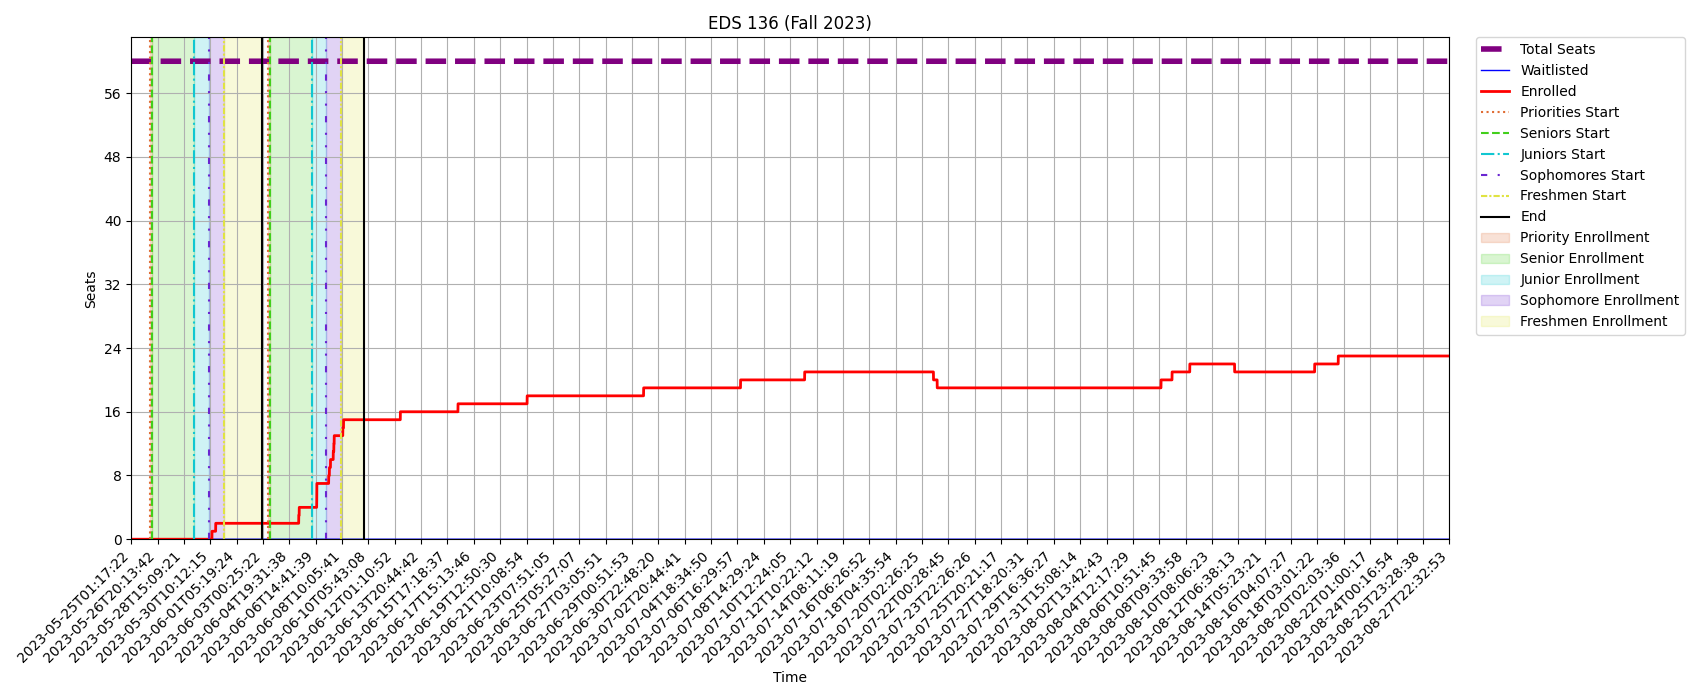 EDS 136 (Fall 2023)
Total Seats
Waitlisted
Enrolled
Priorities Start
Seniors Start
Juniors Start
Sophomores Start
Freshmen Start
End
Priority Enrollment
Senior Enrollment
Junior Enrollment
Sophomore Enrollment
Freshmen Enrollment
Seats
56
48
40
32
24
16
8
0
2023-05-25T01:17:22
2023-05-26T20:13:42
2023-05-28T15:09:21
2023-05-30T10:12:15
2023-06-01T05:19:24
2023-06-03T00:25:22
2023-06-04T19:31:38
2023-06-06T14:41:39
2023-06-08T10:05:41
2023-06-10T05:43:08
2023-06-12T01:10:52
2023-06-13T20:44:42
2023-06-15T17:18:37
2023-06-17T15:13:46
2023-06-19T12:50:30
2023-06-21T10:08:54
2023-06-23T07:51:05
2023-06-25T05:27:07
2023-06-27T03:05:51
2023-06-29T00:51:53
2023-06-30T22:48:20
2023-07-02T20:44:41
2023-07-04T18:34:50
2023-07-06T16:29:57
2023-07-08T14:29:24
2023-07-10T12:24:05
2023-07-12T10:22:12
2023-07-14T08:11:19
2023-07-16T06:26:52
2023-07-18T04:35:54
2023-07-20T02:26:25
2023-07-22T00:28:45
2023-07-23T22:26:26
2023-07-25T20:21:17
2023-07-27T18:20:31
2023-07-29T16:36:27
2023-07-31T15:08:14
2023-08-02T13:42:43
2023-08-04T12:17:29
2023-08-06T10:51:45
2023-08-08T09:33:58
2023-08-10T08:06:23
2023-08-12T06:38:13
2023-08-14T05:23:21
2023-08-16T04:07:27
2023-08-18T03:01:22
2023-08-20T02:03:36
2023-08-22T01:00:17
2023-08-24T00:16:54
2023-08-25T23:28:38
2023-08-27T22:32:53
Time